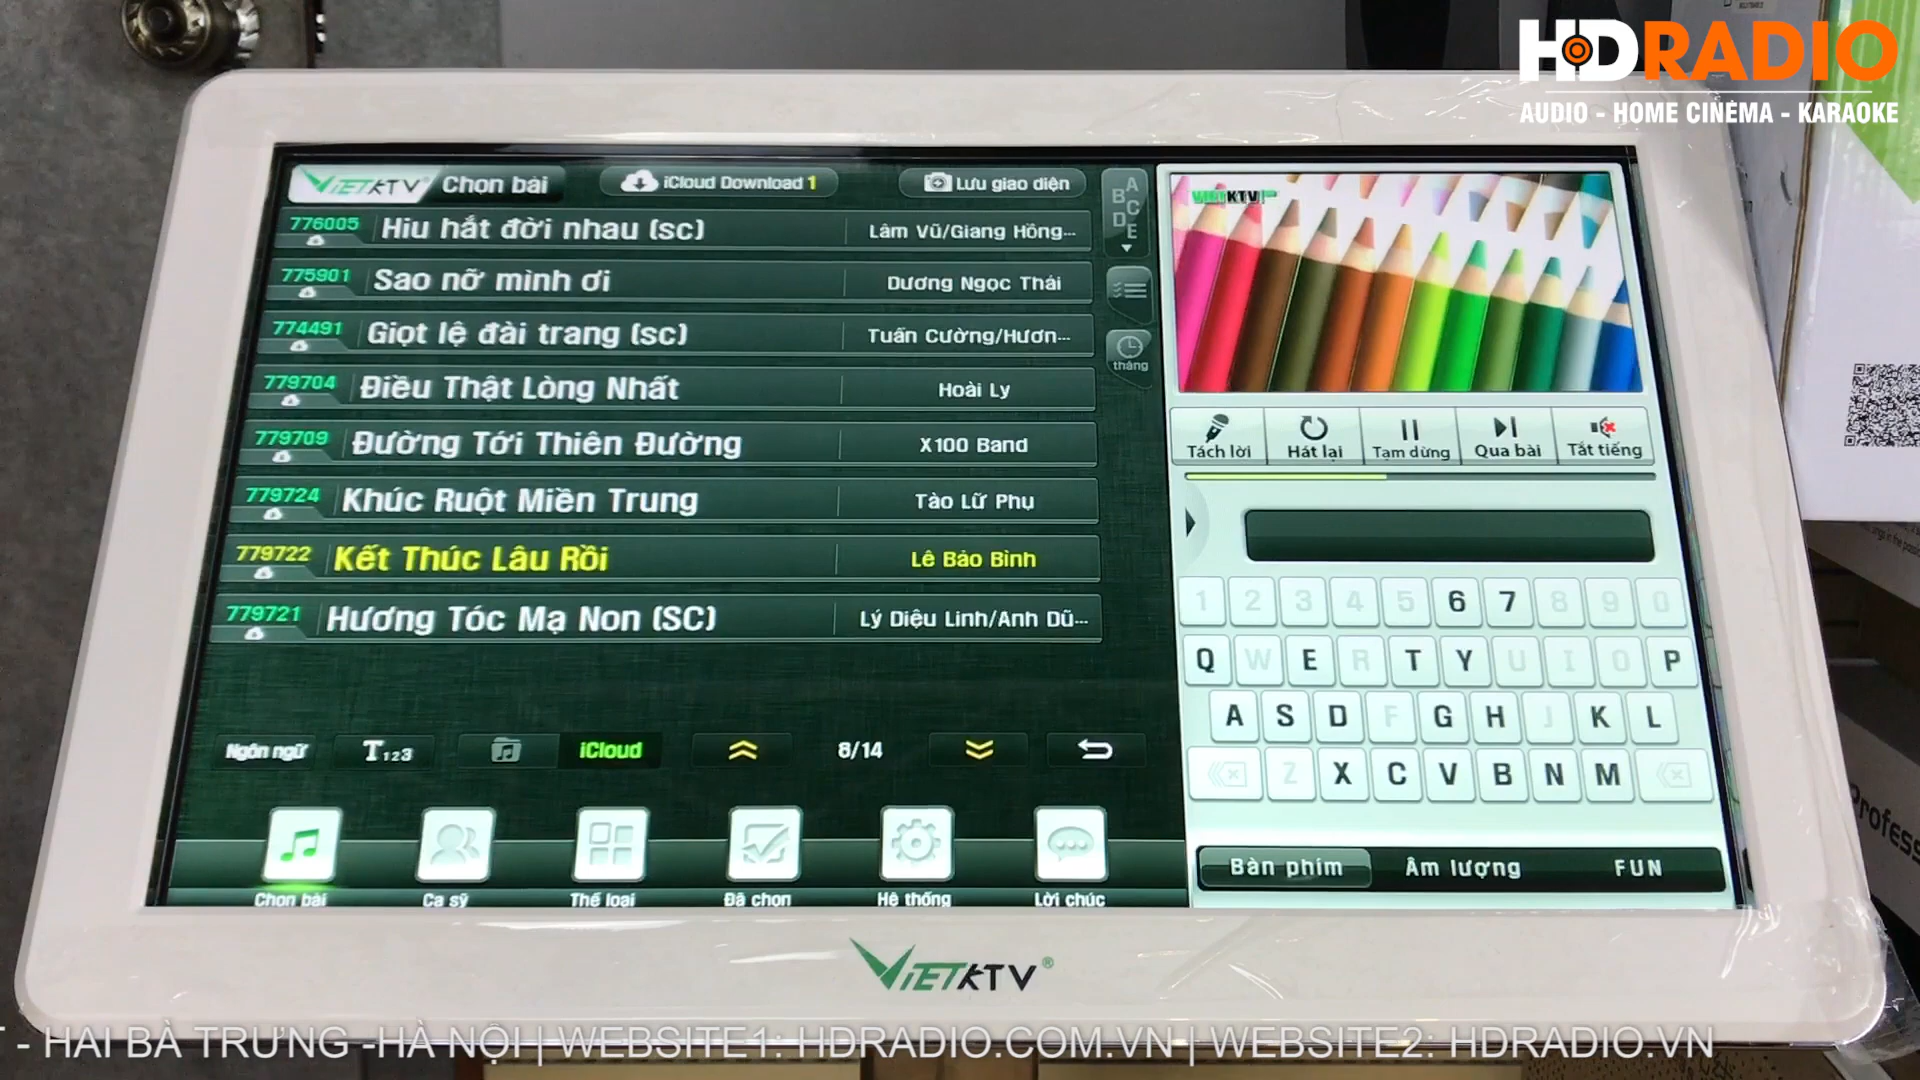 HDRADIO
AUDIO - HOME CINEMA - KARAOKE
VIETKTV Chọn bài
iCloud Download 1
Lưu giao diện
776005 Hiu hắt đời nhau (sc) Lâm Vũ/Giang Hồng...
775901 Sao nỡ mình ơi Dương Ngọc Thái
774491 Giọt lệ đài trang (sc) Tuấn Cường/Hươn...
779704 Điều Thật Lòng Nhất Hoài Ly
779709 Đường Tới Thiên Đường X100 Band
779724 Khúc Ruột Miền Trung Tào Lữ Phụ
779722 Kết Thúc Lâu Rồi Lê Bảo Bình
779721 Hương Tóc Mạ Non (SC) Lý Diệu Linh/Anh Dũ...
A
B
C
D
E
tháng
Ngôn ngữ T123 iCloud 8/14
Chọn bài Ca sỹ Thể loại Đã chọn Hệ thống Lời chúc
VIETKTV
Tách lời Hát lại Tạm dừng Qua bài Tắt tiếng
1 2 3 4 5 6 7 8 9 0
Q W E R T Y U I O P
A S D F G H J K L
Z X C V B N M
Bàn phím Âm lượng FUN
VIETKTV®
- HAI BÀ TRƯNG -HÀ NỘI | WEBSITE1: HDRADIO.COM.VN | WEBSITE2: HDRADIO.VN